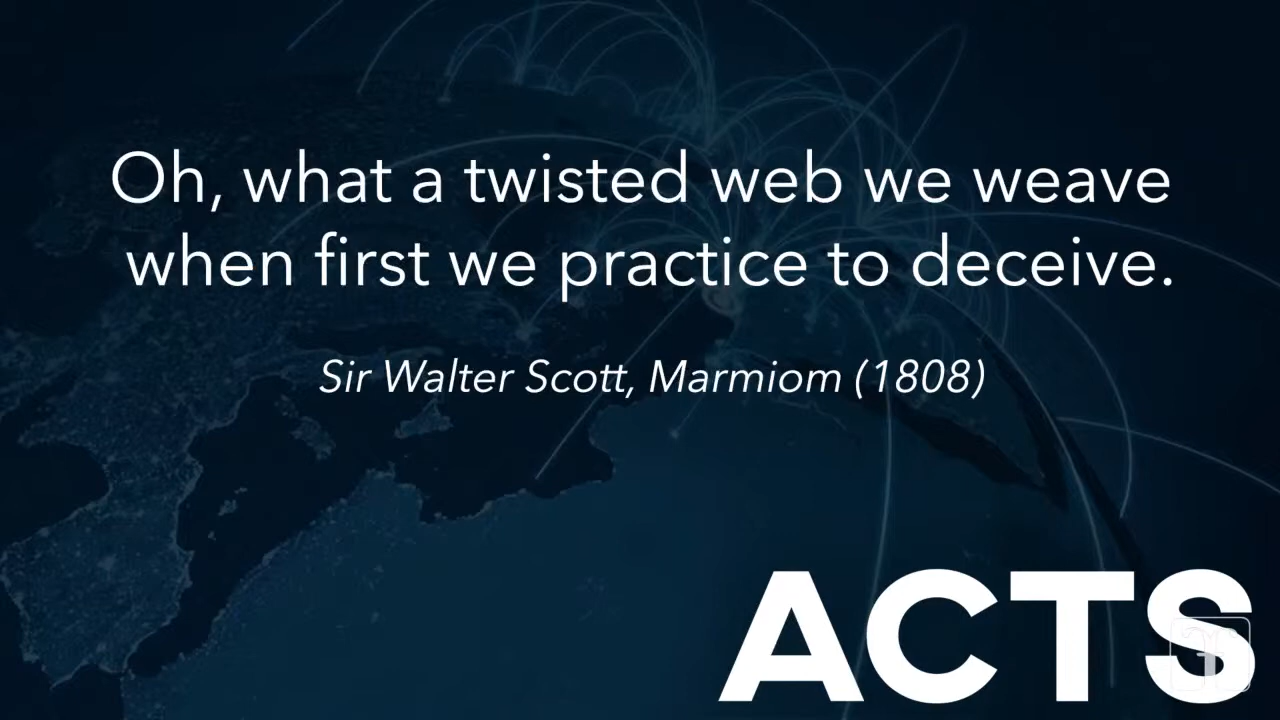 Oh, what a twisted web we weave
when first we practice to deceive.
Sir Walter Scott, Marmiom (1808)
ACTS